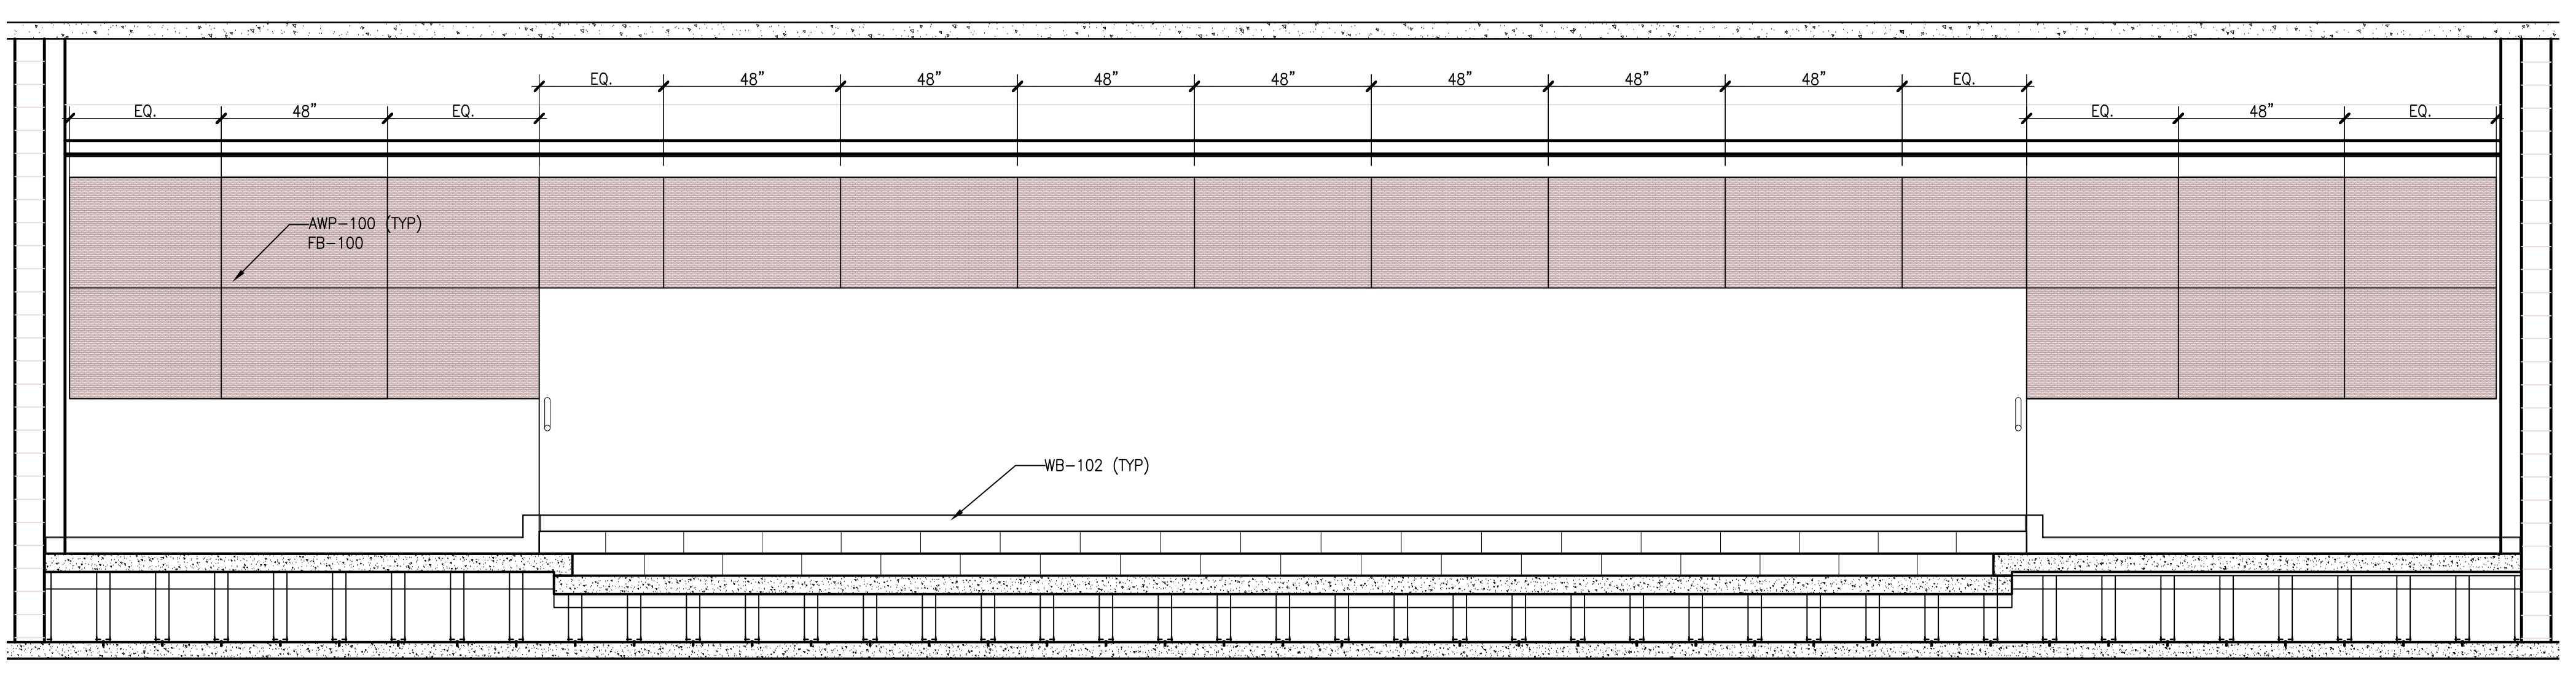 EQ. 48” 48” 48” 48” 48” 48” 48” EQ.
EQ. 48” EQ. EQ. 48” EQ.
AWP-100 (TYP)
FB-100
WB-102 (TYP)